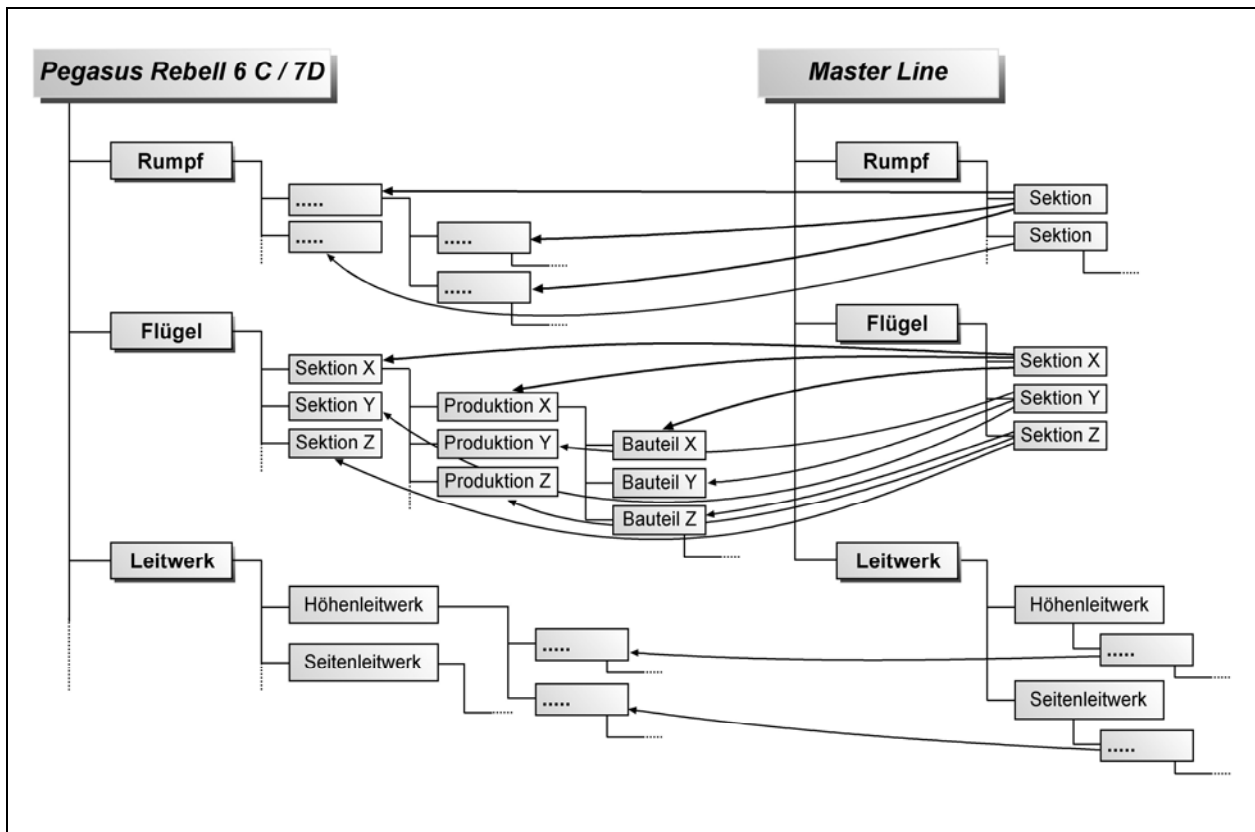 Pegasus Rebell 6 C / 7D
Rumpf
.....
.....
.....
.....
Flügel
Sektion X
Sektion Y
Sektion Z
Produktion X
Produktion Y
Produktion Z
Bauteil X
Bauteil Y
Bauteil Z
Leitwerk
Höhenleitwerk
Seitenleitwerk
.....
.....
Master Line
Rumpf
Sektion
Sektion
Flügel
Sektion X
Sektion Y
Sektion Z
Leitwerk
Höhenleitwerk
.....
Seitenleitwerk
.....